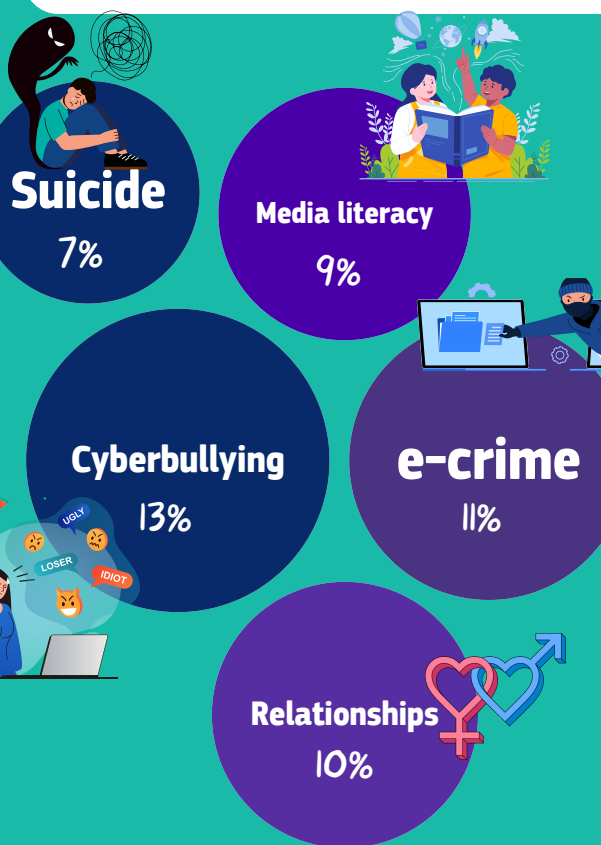 Suicide
7%
Media literacy
9%
Cyberbullying
13%
e-crime
11%
UGLY
LOSER
IDIOT
Relationships
10%